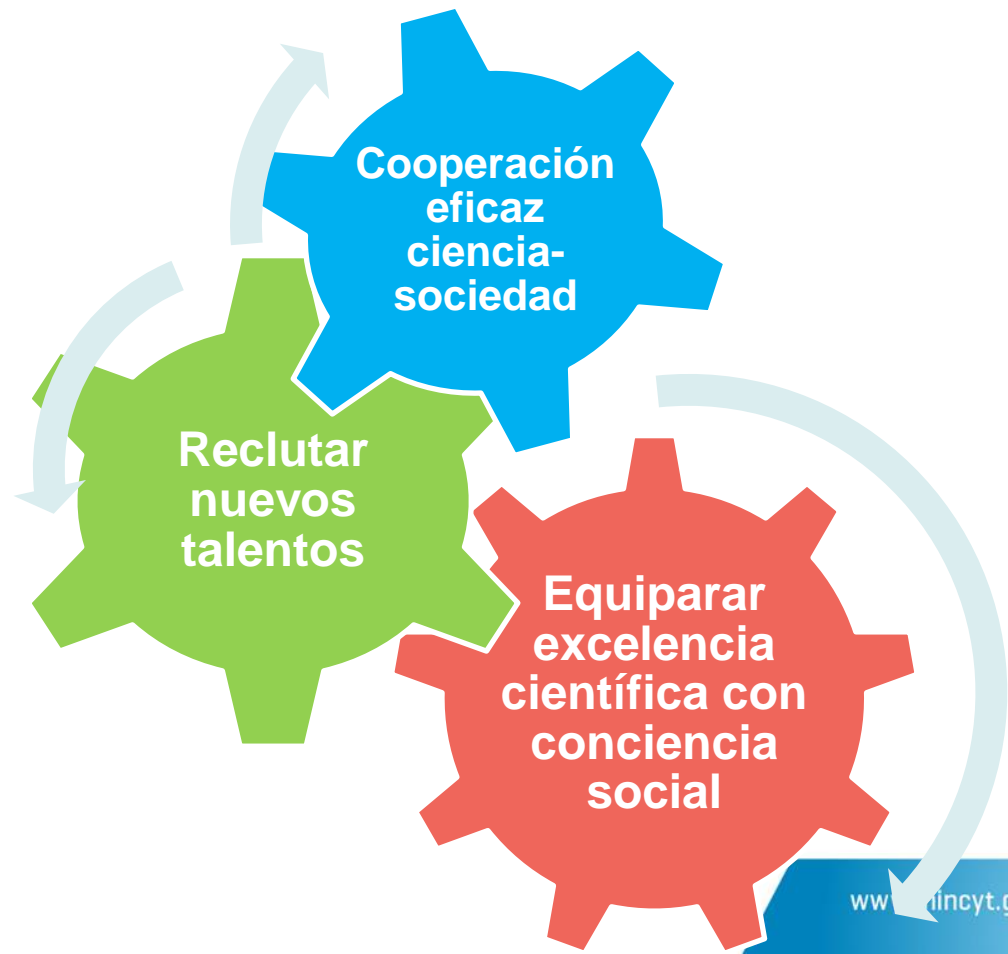 Cooperación
eficaz
ciencia-
sociedad
Reclutar
nuevos
talentos
Equiparar
excelencia
científica con
conciencia
social